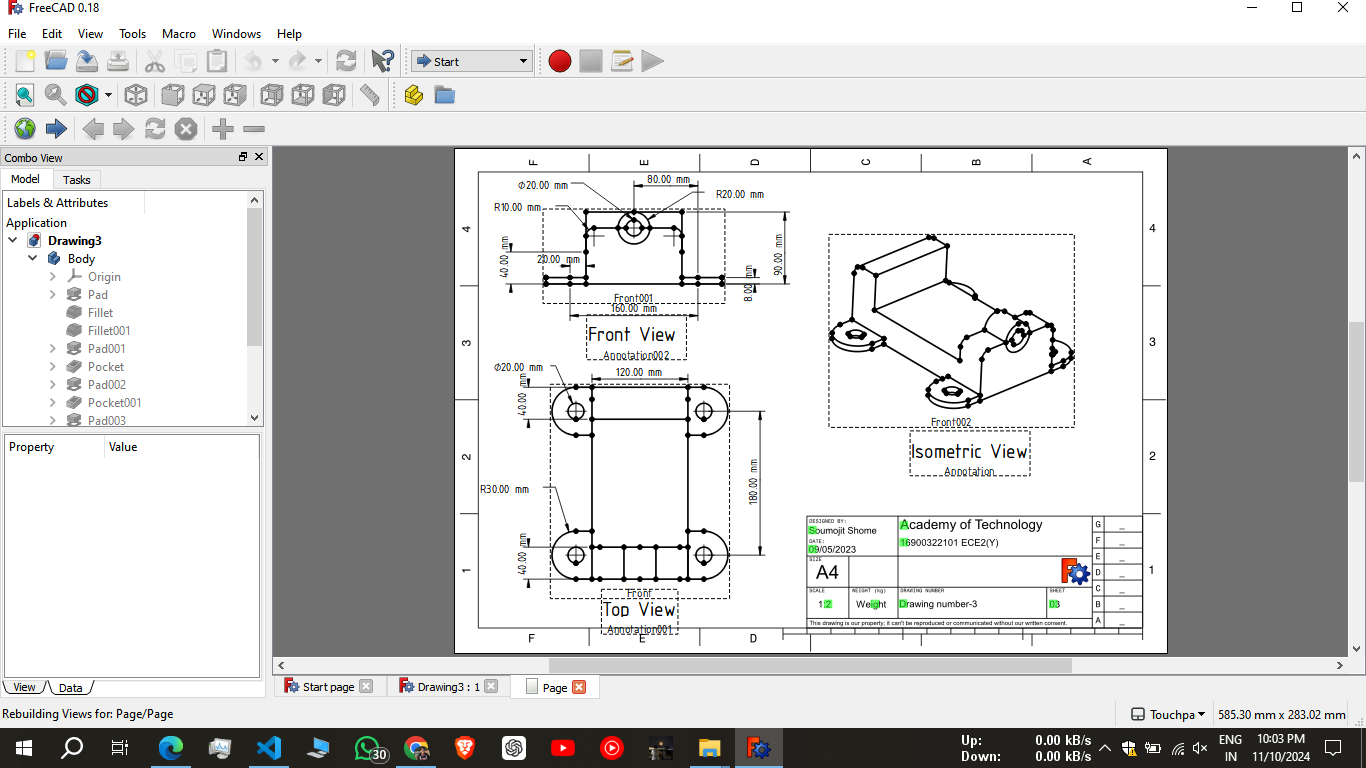 FreeCAD 0.18
File Edit View Tools Macro Windows Help
Start
Combo View
Model Tasks
Labels & Attributes
Application
Drawing3
Body
Origin
Pad
Fillet
Fillet001
Pad001
Pocket
Pad002
Pocket001
Pad003
Property Value
View Data
F E D C B A
4
3
2
1
80.00 mm
Ø20.00 mm
R20.00 mm
R10.00 mm
40.00 mm
20.00 mm
90.00 mm
8.00 mm
Front001
160.00 mm
Front View
Annotation002
Ø20.00 mm
120.00 mm
40.00 mm
R30.00 mm
180.00 mm
40.00 mm
Front
Top View
Annotation001
F E D
4
3
2
1
Front002
Isometric View
Annotation
DESIGNED BY:
Soumojit Shome
DATE:
09/05/2023
Academy of Technology
16900322101 ECE2(Y)
SIZE
A4
SCALE WEIGHT (kg) DRAWING NUMBER SHEET
1:2 Weight Drawing number-3 03
This drawing is our property; it can't be reproduced or communicated without our written consent.
G _
F _
E _
D _
C _
B _
A _
Start page Drawing3 : 1 Page
Rebuilding Views for: Page/Page
Touchpa 585.30 mm x 283.02 mm
30
Up: 0.00 kB/s
Down: 0.00 kB/s
ENG
IN
10:03 PM
11/10/2024